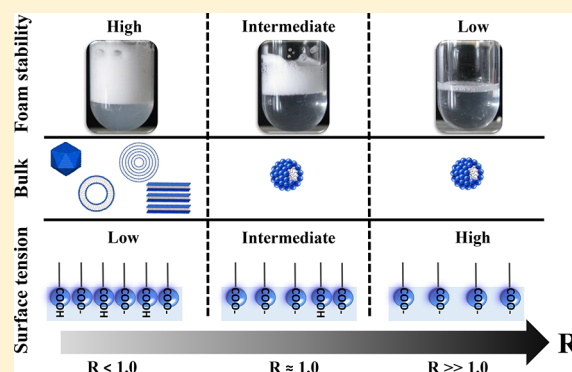 High Intermediate Low
Foam stability
Bulk
Low Intermediate High
Surface tension
COOH COO- COOH COO- COOH COO-
COO- COO- COO- COOH COO-
COO- COO- COO- COO-
R
R < 1.0 R ≈ 1.0 R >> 1.0